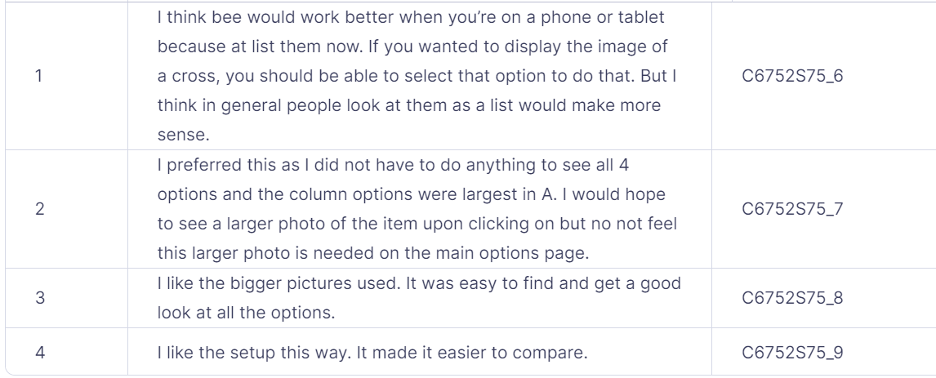 1
I think bee would work better when you’re on a phone or tablet
because at list them now. If you wanted to display the image of
a cross, you should be able to select that option to do that. But I
think in general people look at them as a list would make more
sense.
C6752S75_6
2
I preferred this as I did not have to do anything to see all 4
options and the column options were largest in A. I would hope
to see a larger photo of the item upon clicking on but no not feel
this larger photo is needed on the main options page.
C6752S75_7
3
I like the bigger pictures used. It was easy to find and get a good
look at all the options.
C6752S75_8
4
I like the setup this way. It made it easier to compare.
C6752S75_9